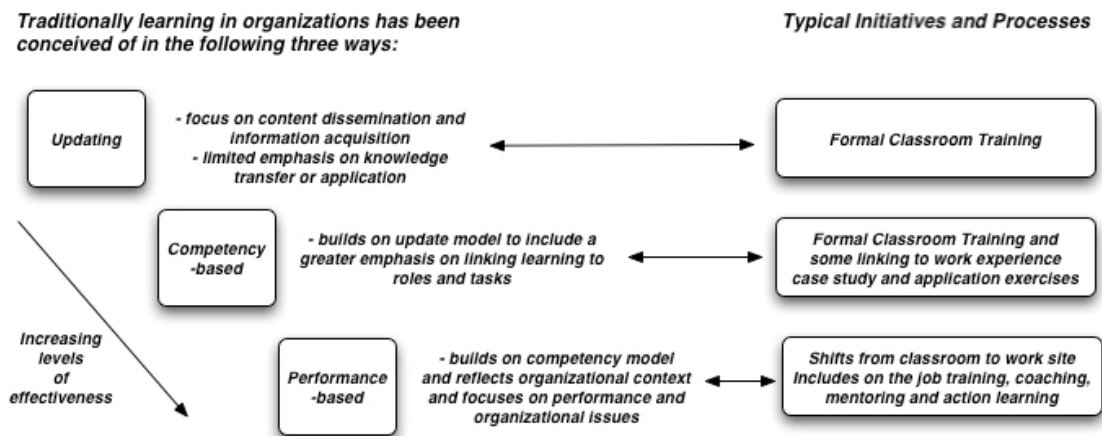 Traditionally learning in organizations has been
conceived of in the following three ways:
Typical Initiatives and Processes
Updating
- focus on content dissemination and
information acquisition
- limited emphasis on knowledge
transfer or application
Formal Classroom Training
Competency
-based
- builds on update model to include a
greater emphasis on linking learning to
roles and tasks
Formal Classroom Training and
some linking to work experience
case study and application exercises
Increasing
levels
of
effectiveness
Performance
-based
- builds on competency model
and reflects organizational context
and focuses on performance and
organizational issues
Shifts from classroom to work site
Includes on the job training, coaching,
mentoring and action learning